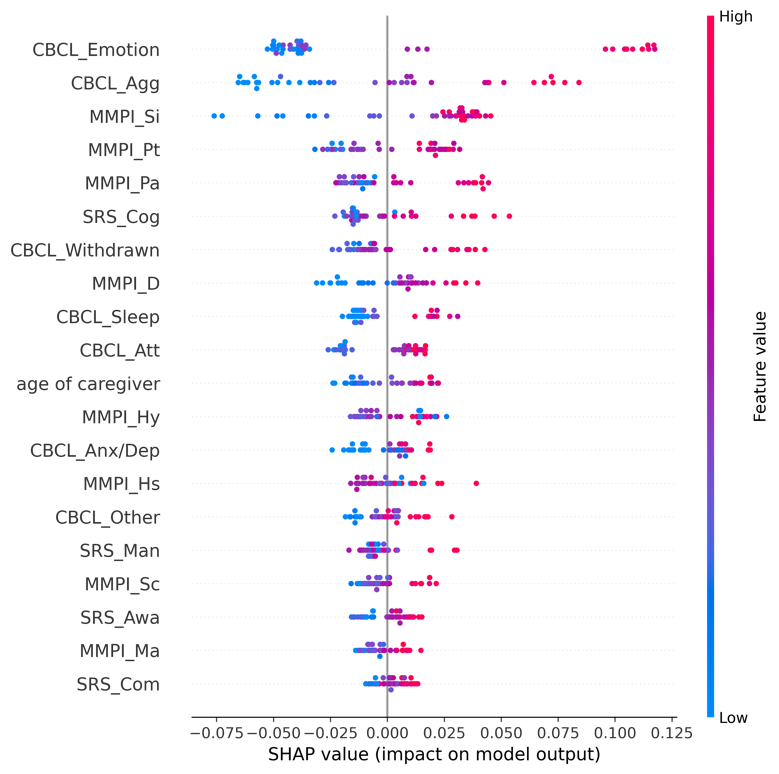 High
CBCL_Emotion
CBCL_Agg
MMPI_Si
MMPI_Pt
MMPI_Pa
SRS_Cog
CBCL_Withdrawn
MMPI_D
CBCL_Sleep
CBCL_Att
age of caregiver
MMPI_Hy
CBCL_Anx/Dep
MMPI_Hs
CBCL_Other
SRS_Man
MMPI_Sc
SRS_Awa
MMPI_Ma
SRS_Com
Feature value
Low
−0.075 −0.050 −0.025 0.000 0.025 0.050 0.075 0.100 0.125
SHAP value (impact on model output)